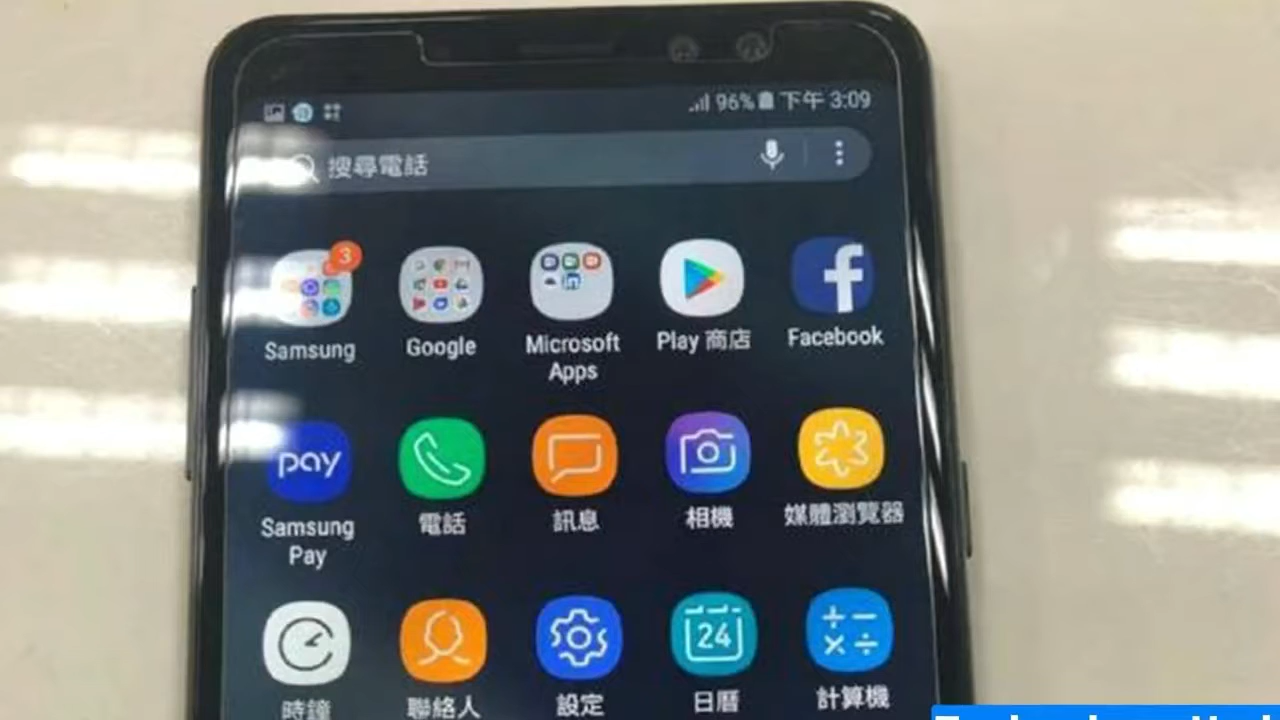 96% 下午 3:09
搜尋電話
3
Samsung
Google
Microsoft
Apps
Play 商店
Facebook
pay
Samsung
Pay
電話
訊息
相機
媒體瀏覽器
24
時鐘
聯絡人
設定
日曆
計算機